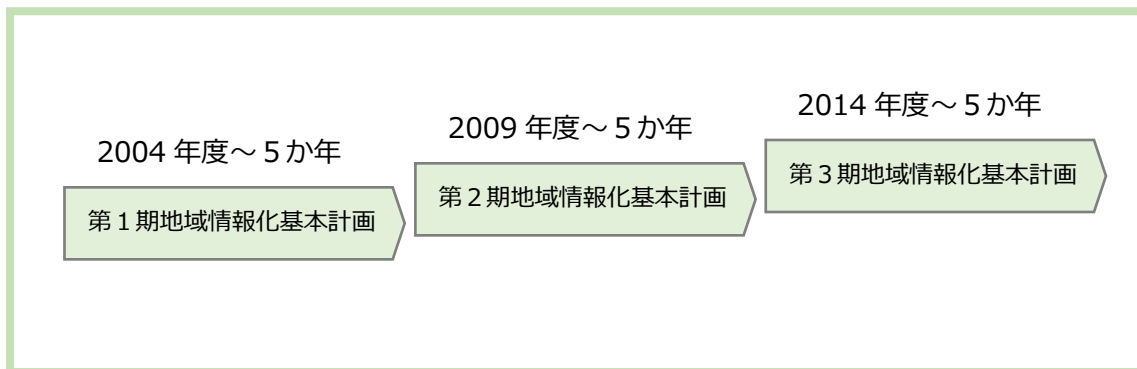 2004 年度~5か年
第1期地域情報化基本計画
2009 年度~5か年
第2期地域情報化基本計画
2014 年度~5か年
第3期地域情報化基本計画